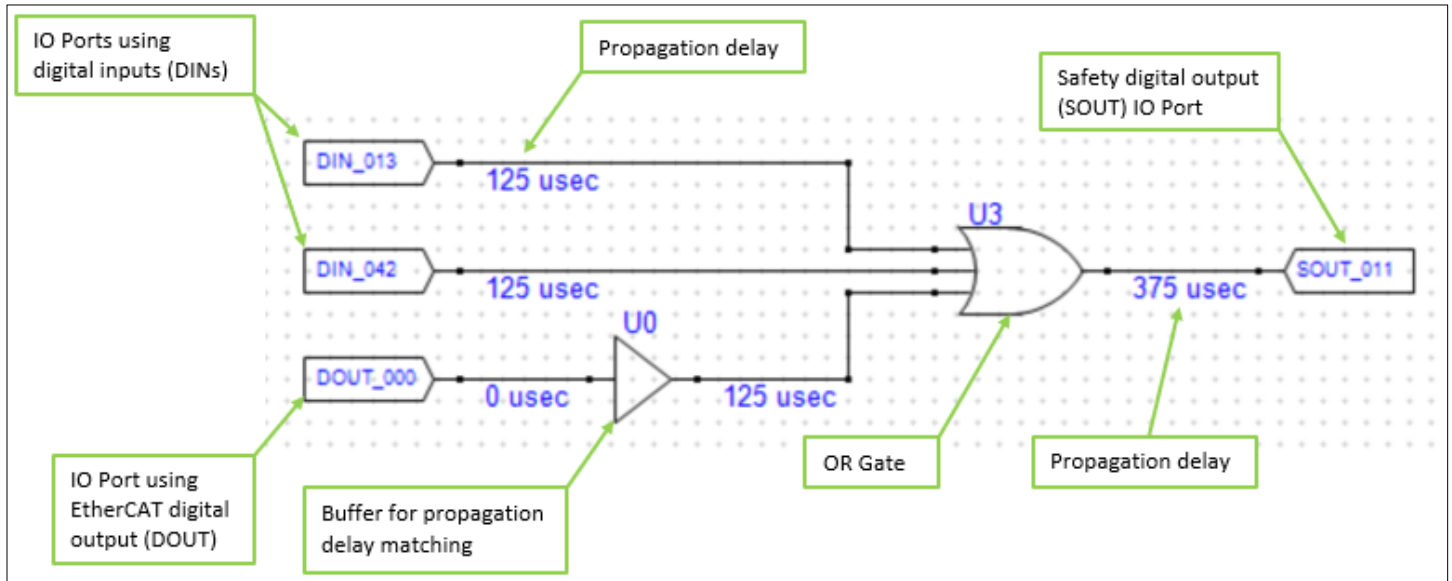 IO Ports using
digital inputs (DINs)
Propagation delay
Safety digital output
(SOUT) IO Port
DIN_013
125 usec
U3
DIN_042
125 usec
SOUT_011
375 usec
U0
DOUT_000
0 usec
125 usec
OR Gate
Propagation delay
IO Port using
EtherCAT digital
output (DOUT)
Buffer for propagation
delay matching